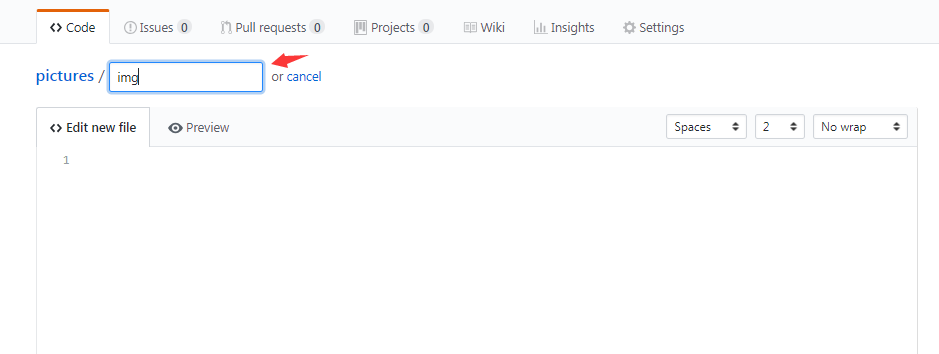 Code Issues 0 Pull requests 0 Projects 0 Wiki Insights Settings
pictures / img or cancel
Edit new file Preview Spaces 2 No wrap
1